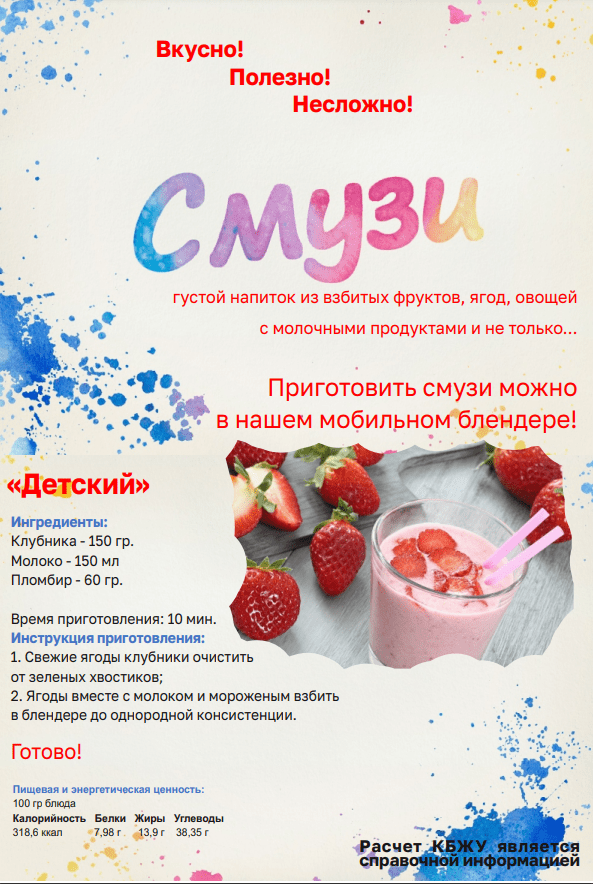 Вкусно!
Полезно!
Несложно!
Смузи
густой напиток из взбитых фруктов, ягод, овощей
с молочными продуктами и не только...
Приготовить смузи можно
в нашем мобильном блендере!
«Детский»
Ингредиенты:
Клубника - 150 гр.
Молоко - 150 мл
Пломбир - 60 гр.
Время приготовления: 10 мин.
Инструкция приготовления:
1. Свежие ягоды клубники очистить
от зеленых хвостиков;
2. Ягоды вместе с молоком и мороженым взбить
в блендере до однородной консистенции.
Готово!
Пищевая и энергетическая ценность:
100 гр блюда
Калорийность Белки Жиры Углеводы
318,6 ккал 7,98 г 13,9 г 38,35 г
Расчет КБЖУ является
справочной информацией